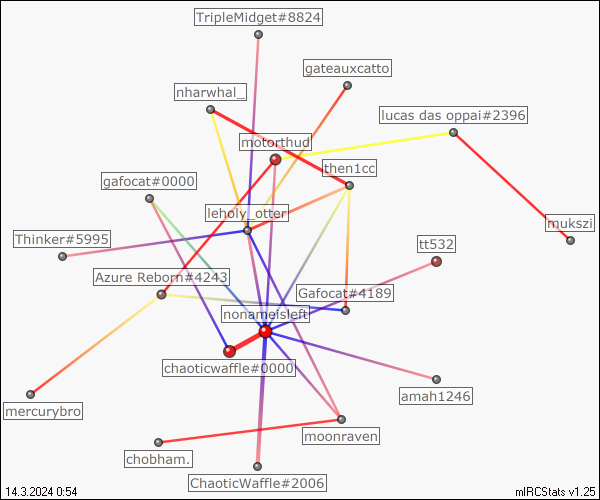 TripleMidget#8824
gateauxcatto
nharwhal_
lucas das oppai#2396
motorthud
then1cc
gafocat#0000
leholy_otter
mukszi
Thinker#5995
tt532
Azure Reborn#4243
Gafocat#4189
nonameisleft
chaoticwaffle#0000
amah1246
mercurybro
moonraven
chobham.
ChaoticWaffle#2006
14.3.2024 0:54
mIRCStats v1.25